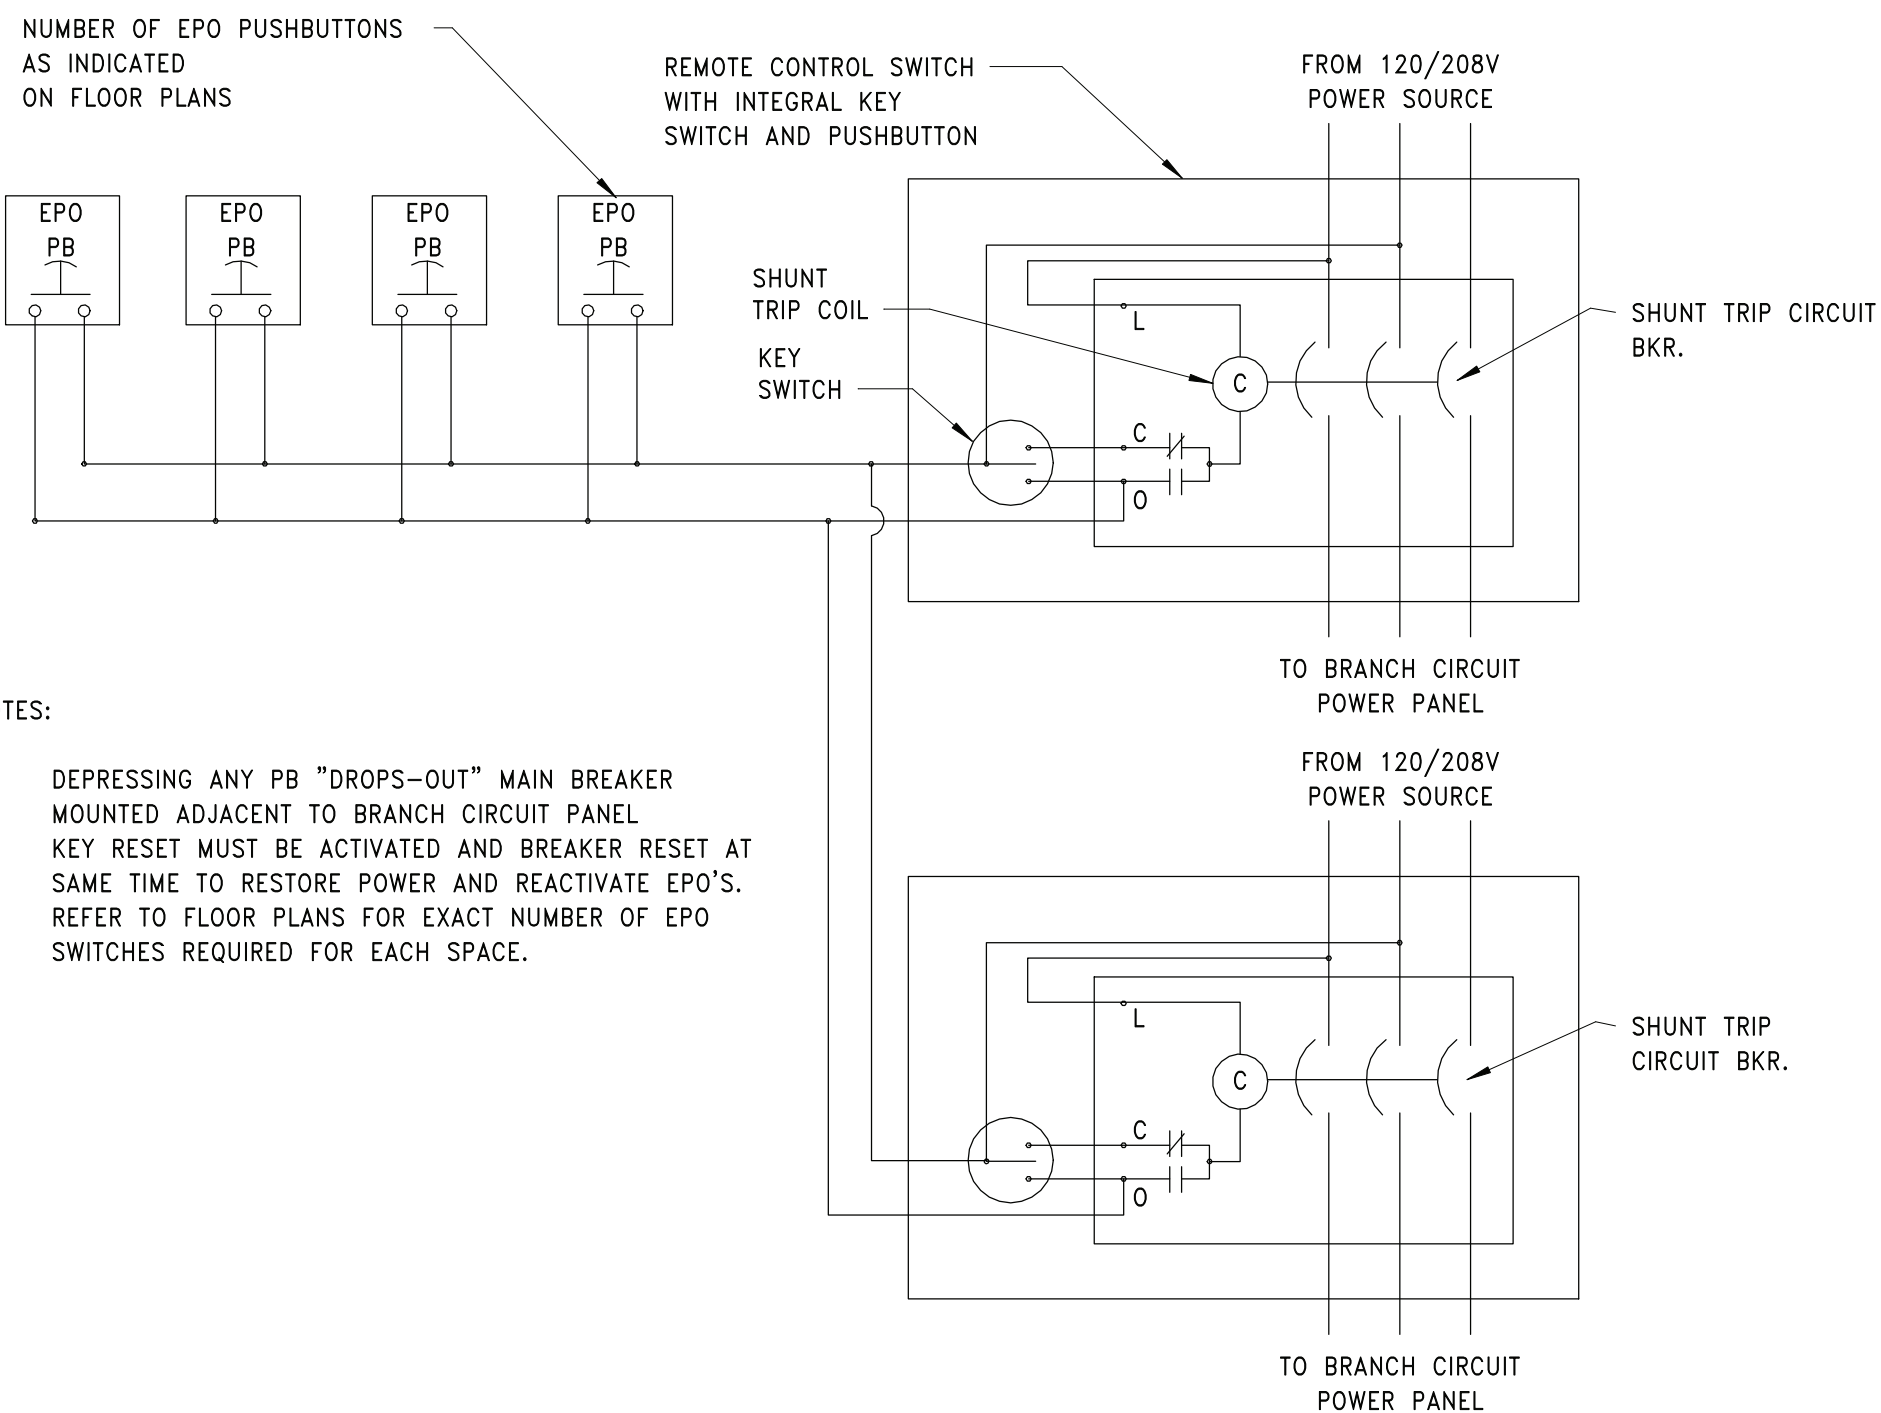 NUMBER OF EPO PUSHBUTTONS
AS INDICATED
ON FLOOR PLANS
REMOTE CONTROL SWITCH
WITH INTEGRAL KEY
SWITCH AND PUSHBUTTON
FROM 120/208V
POWER SOURCE
EPO
PB
EPO
PB
EPO
PB
EPO
PB
SHUNT
TRIP COIL
KEY
SWITCH
L
C
C
O
SHUNT TRIP CIRCUIT
BKR.
TO BRANCH CIRCUIT
POWER PANEL
TES:
DEPRESSING ANY PB "DROPS-OUT" MAIN BREAKER
MOUNTED ADJACENT TO BRANCH CIRCUIT PANEL
KEY RESET MUST BE ACTIVATED AND BREAKER RESET AT
SAME TIME TO RESTORE POWER AND REACTIVATE EPO'S.
REFER TO FLOOR PLANS FOR EXACT NUMBER OF EPO
SWITCHES REQUIRED FOR EACH SPACE.
FROM 120/208V
POWER SOURCE
L
C
C
O
SHUNT TRIP
CIRCUIT BKR.
TO BRANCH CIRCUIT
POWER PANEL